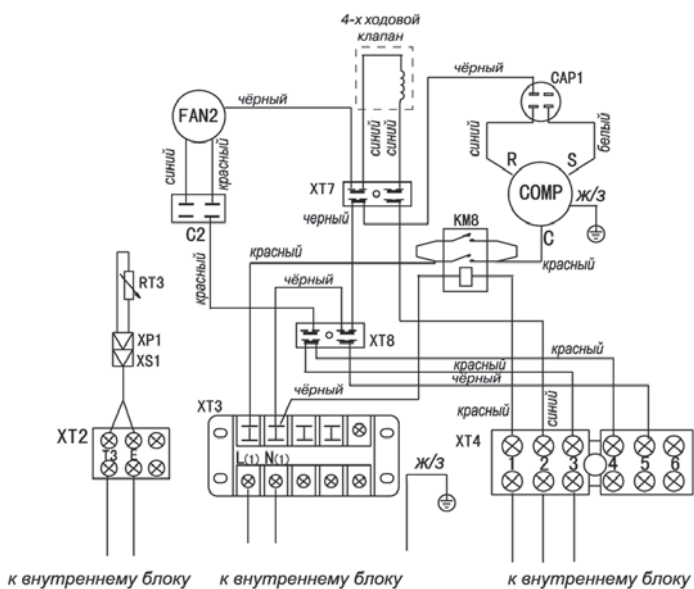 4-х ходовой
клапан
чёрный
CAP1
чёрный
FAN2
синий
белый
синий
синий
синий
красный
R
S
COMP
Ж/З
XT7
KM8
черный
C
C2
красный
красный
чёрный
красный
RT3
XT8
красный
XP1
XS1
красный
чёрный
чёрный
красный
синий
XT3
XT2
XT4
T3 E
L(1) N(1)
Ж/З
1 2 3 4 5 6
к внутреннему блоку
к внутреннему блоку
к внутреннему блоку